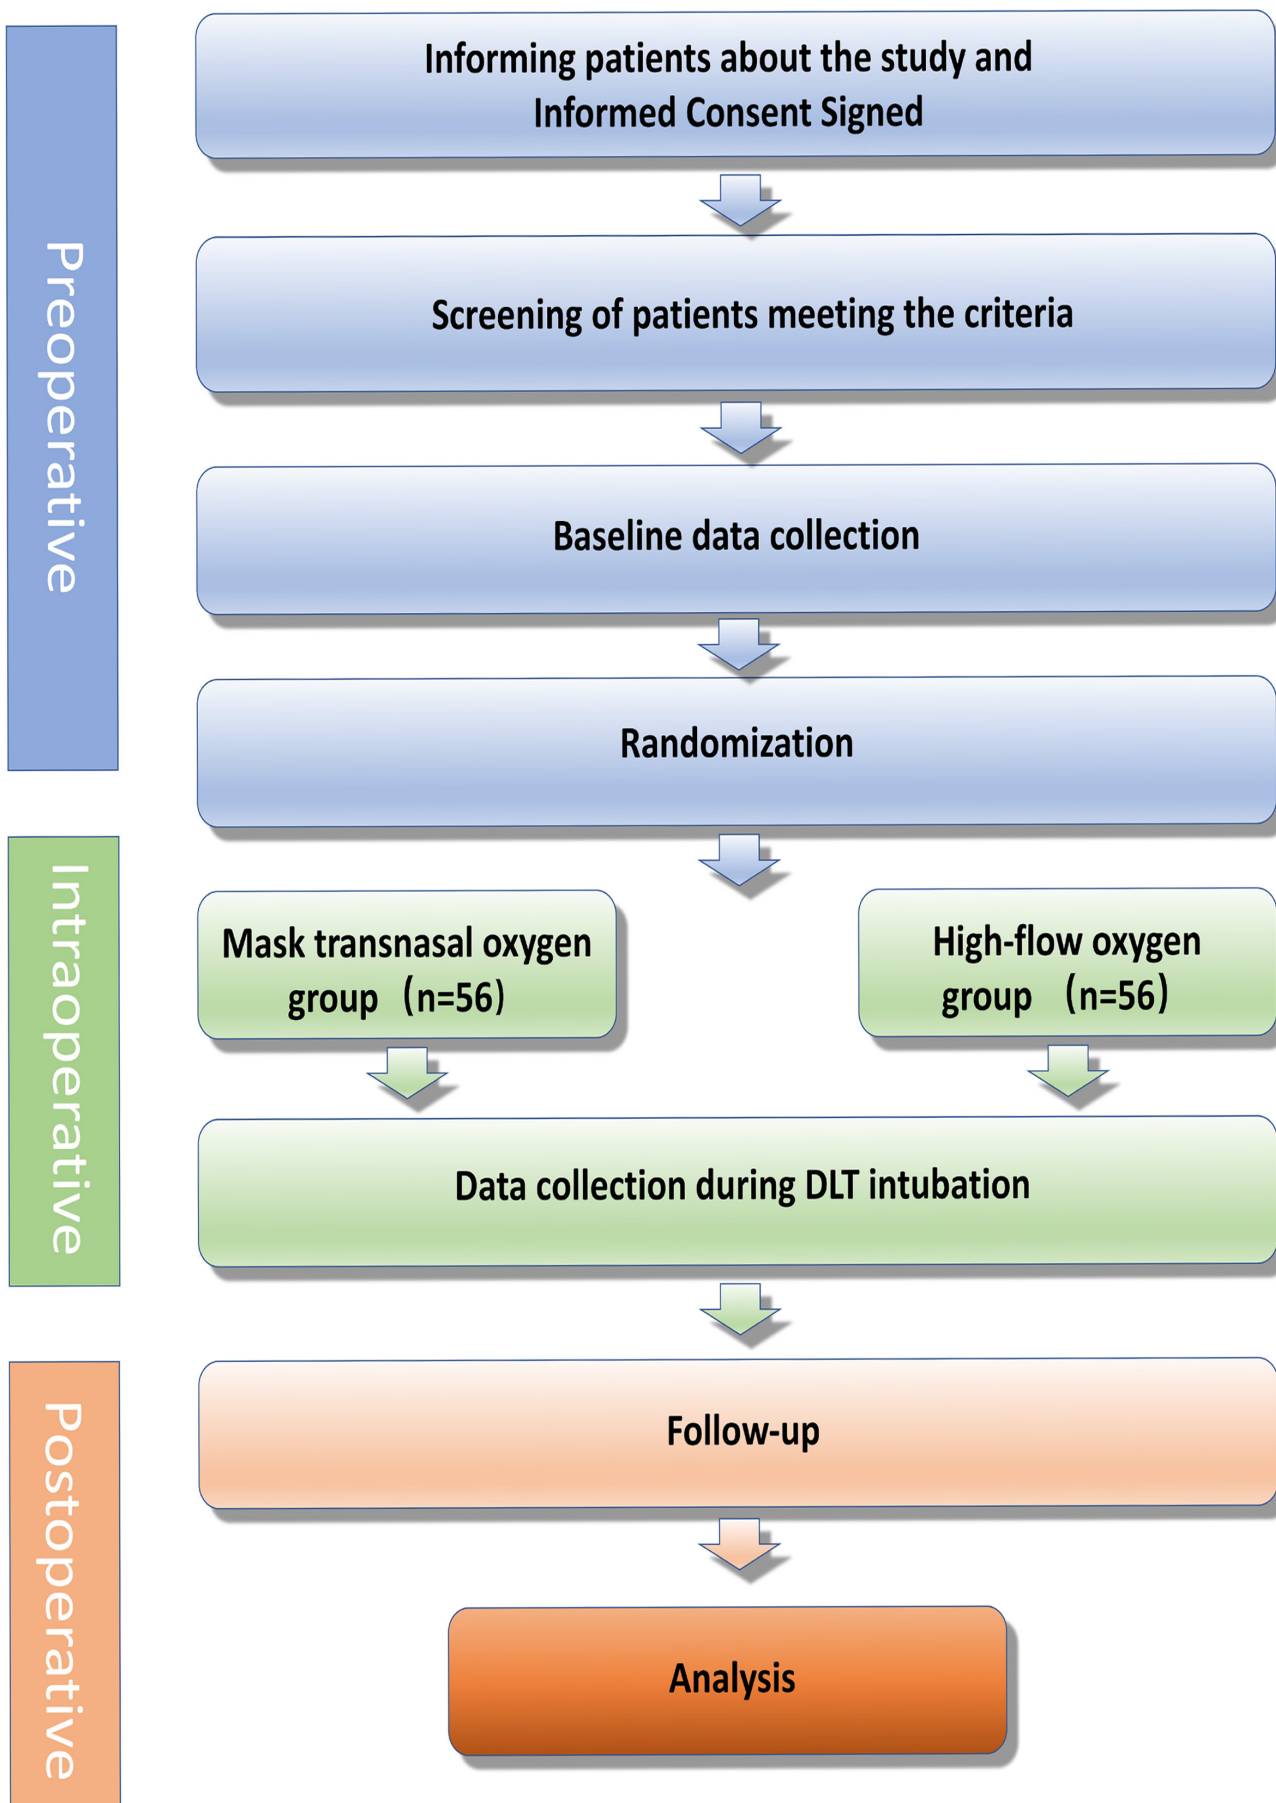 Preoperative
Informing patients about the study and
Informed Consent Signed
Screening of patients meeting the criteria
Baseline data collection
Randomization
Intraoperative
Mask transnasal oxygen
group (n=56)
High-flow oxygen
group (n=56)
Data collection during DLT intubation
Postoperative
Follow-up
Analysis